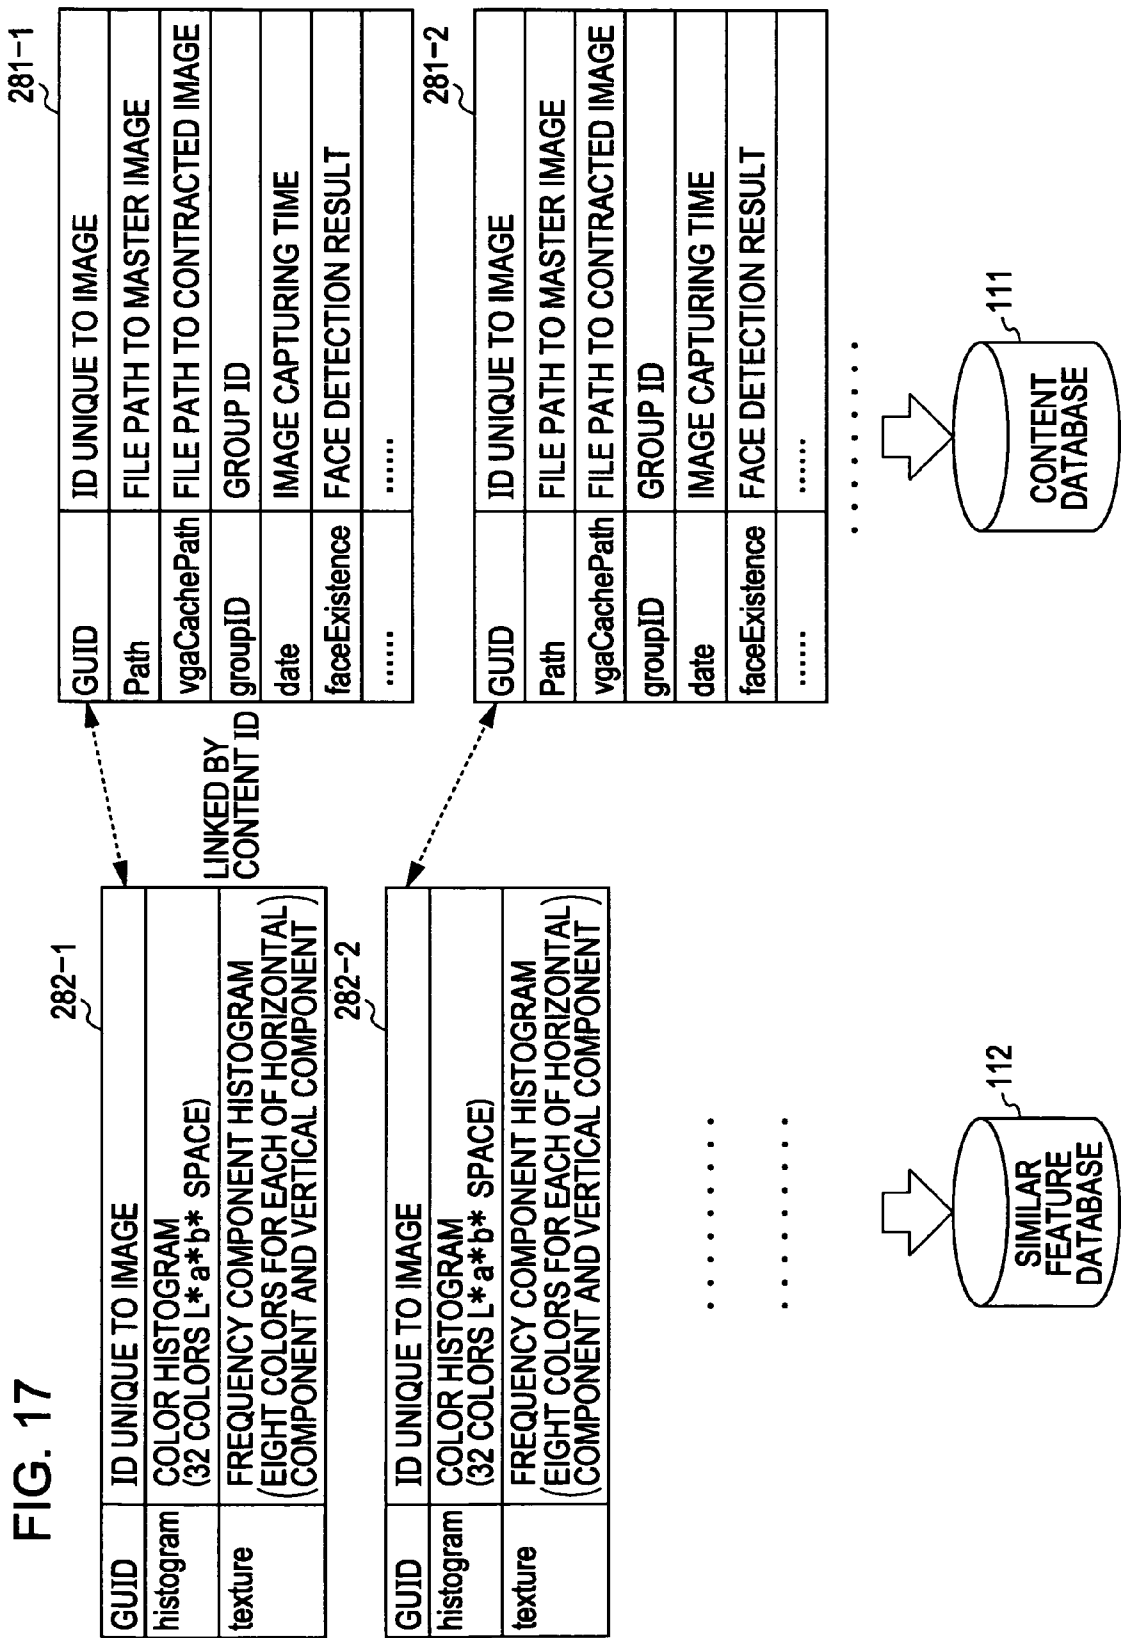 FIG. 17
282-1
GUID ID UNIQUE TO IMAGE
histogram COLOR HISTOGRAM
(32 COLORS L*a*b* SPACE)
texture FREQUENCY COMPONENT HISTOGRAM
(EIGHT COLORS FOR EACH OF HORIZONTAL
COMPONENT AND VERTICAL COMPONENT)
282-2
GUID ID UNIQUE TO IMAGE
histogram COLOR HISTOGRAM
(32 COLORS L*a*b* SPACE)
texture FREQUENCY COMPONENT HISTOGRAM
(EIGHT COLORS FOR EACH OF HORIZONTAL
COMPONENT AND VERTICAL COMPONENT)
112
SIMILAR
FEATURE
DATABASE
LINKED BY
CONTENT ID
281-1
GUID ID UNIQUE TO IMAGE
Path FILE PATH TO MASTER IMAGE
vgaCachePath FILE PATH TO CONTRACTED IMAGE
groupID GROUP ID
date IMAGE CAPTURING TIME
faceExistence FACE DETECTION RESULT
...... ......
281-2
GUID ID UNIQUE TO IMAGE
Path FILE PATH TO MASTER IMAGE
vgaCachePath FILE PATH TO CONTRACTED IMAGE
groupID GROUP ID
date IMAGE CAPTURING TIME
faceExistence FACE DETECTION RESULT
...... ......
111
CONTENT
DATABASE